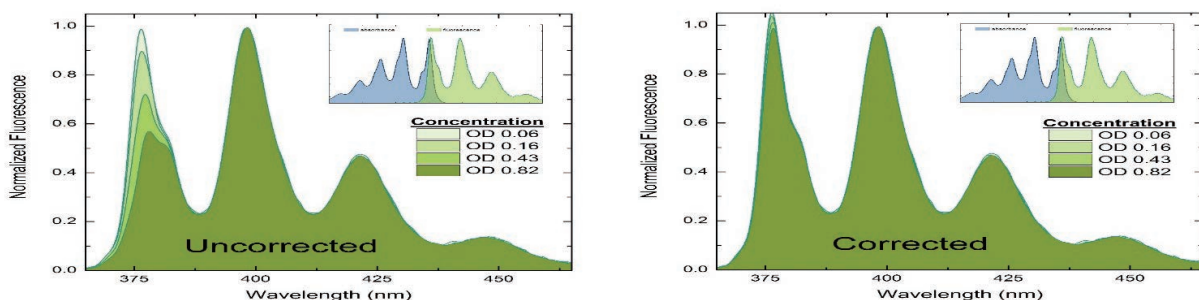 absorbance fluorescence
1.0
0.8
0.6
0.4
0.2
0.0
Normalized Fluorescence
Concentration
OD 0.06
OD 0.16
OD 0.43
OD 0.82
Uncorrected
375 400 425 450
Wavelength (nm)
absorbance fluorescence
1.0
0.8
0.6
0.4
0.2
0.0
Normalized Fluorescence
Concentration
OD 0.06
OD 0.16
OD 0.43
OD 0.82
Corrected
375 400 425 450
Wavelength (nm)